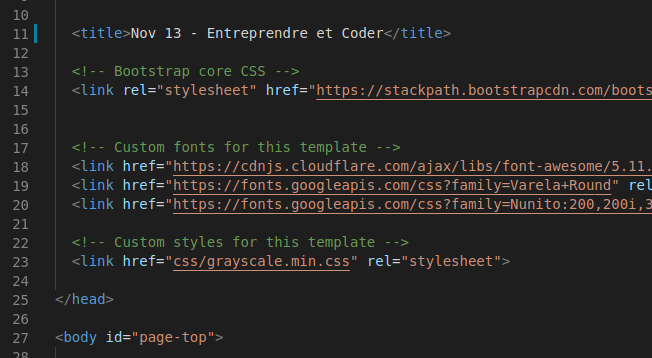 10
11 <title>Nov 13 - Entreprendre et Coder</title>
12
13 <!-- Bootstrap core CSS -->
14 <link rel="stylesheet" href="https://stackpath.bootstrapcdn.com/boots
15
16
17 <!-- Custom fonts for this template -->
18 <link href="https://cdnjs.cloudflare.com/ajax/libs/font-awesome/5.11.
19 <link href="https://fonts.googleapis.com/css?family=Varela+Round" rel
20 <link href="https://fonts.googleapis.com/css?family=Nunito:200,200i,3
21
22 <!-- Custom styles for this template -->
23 <link href="css/grayscale.min.css" rel="stylesheet">
24
25 </head>
26
27 <body id="page-top">
28